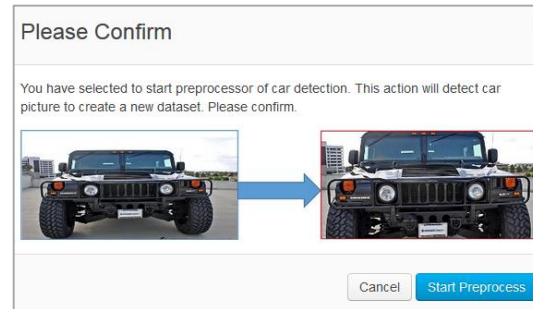 Please Confirm
You have selected to start preprocessor of car detection. This action will detect car
picture to create a new dataset. Please confirm.
Cancel
Start Preprocess